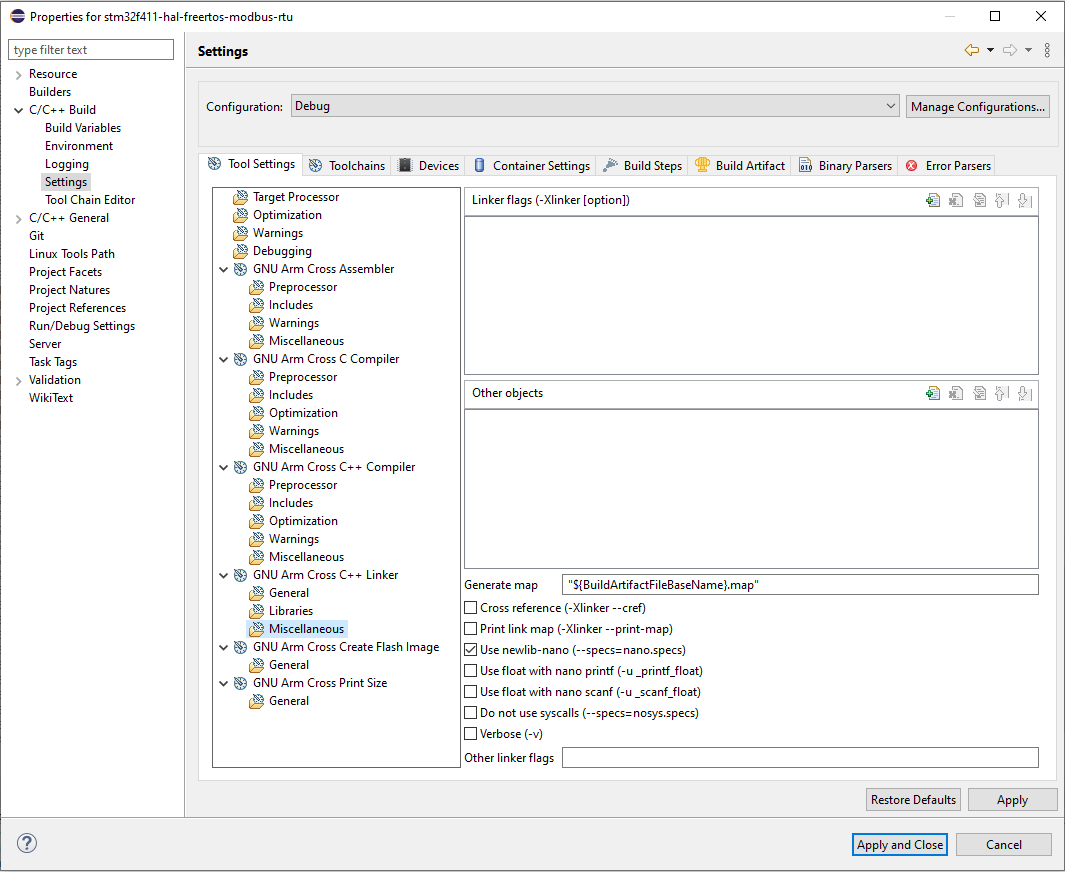 Properties for stm32f411-hal-freertos-modbus-rtu
type filter text
Resource
Builders
C/C++ Build
Build Variables
Environment
Logging
Settings
Tool Chain Editor
C/C++ General
Git
Linux Tools Path
Project Facets
Project Natures
Project References
Run/Debug Settings
Server
Task Tags
Validation
WikiText
Settings
Configuration: Debug Manage Configurations...
Tool Settings Toolchains Devices Container Settings Build Steps Build Artifact Binary Parsers Error Parsers
Target Processor
Optimization
Warnings
Debugging
GNU Arm Cross Assembler
Preprocessor
Includes
Warnings
Miscellaneous
GNU Arm Cross C Compiler
Preprocessor
Includes
Optimization
Warnings
Miscellaneous
GNU Arm Cross C++ Compiler
Preprocessor
Includes
Optimization
Warnings
Miscellaneous
GNU Arm Cross C++ Linker
General
Libraries
Miscellaneous
GNU Arm Cross Create Flash Image
General
GNU Arm Cross Print Size
General
Linker flags (-Xlinker [option])
Other objects
Generate map "${BuildArtifactFileBaseName}.map"
Cross reference (-Xlinker --cref)
Print link map (-Xlinker --print-map)
Use newlib-nano (--specs=nano.specs)
Use float with nano printf (-u _printf_float)
Use float with nano scanf (-u _scanf_float)
Do not use syscalls (--specs=nosys.specs)
Verbose (-v)
Other linker flags
Restore Defaults Apply
? Apply and Close Cancel